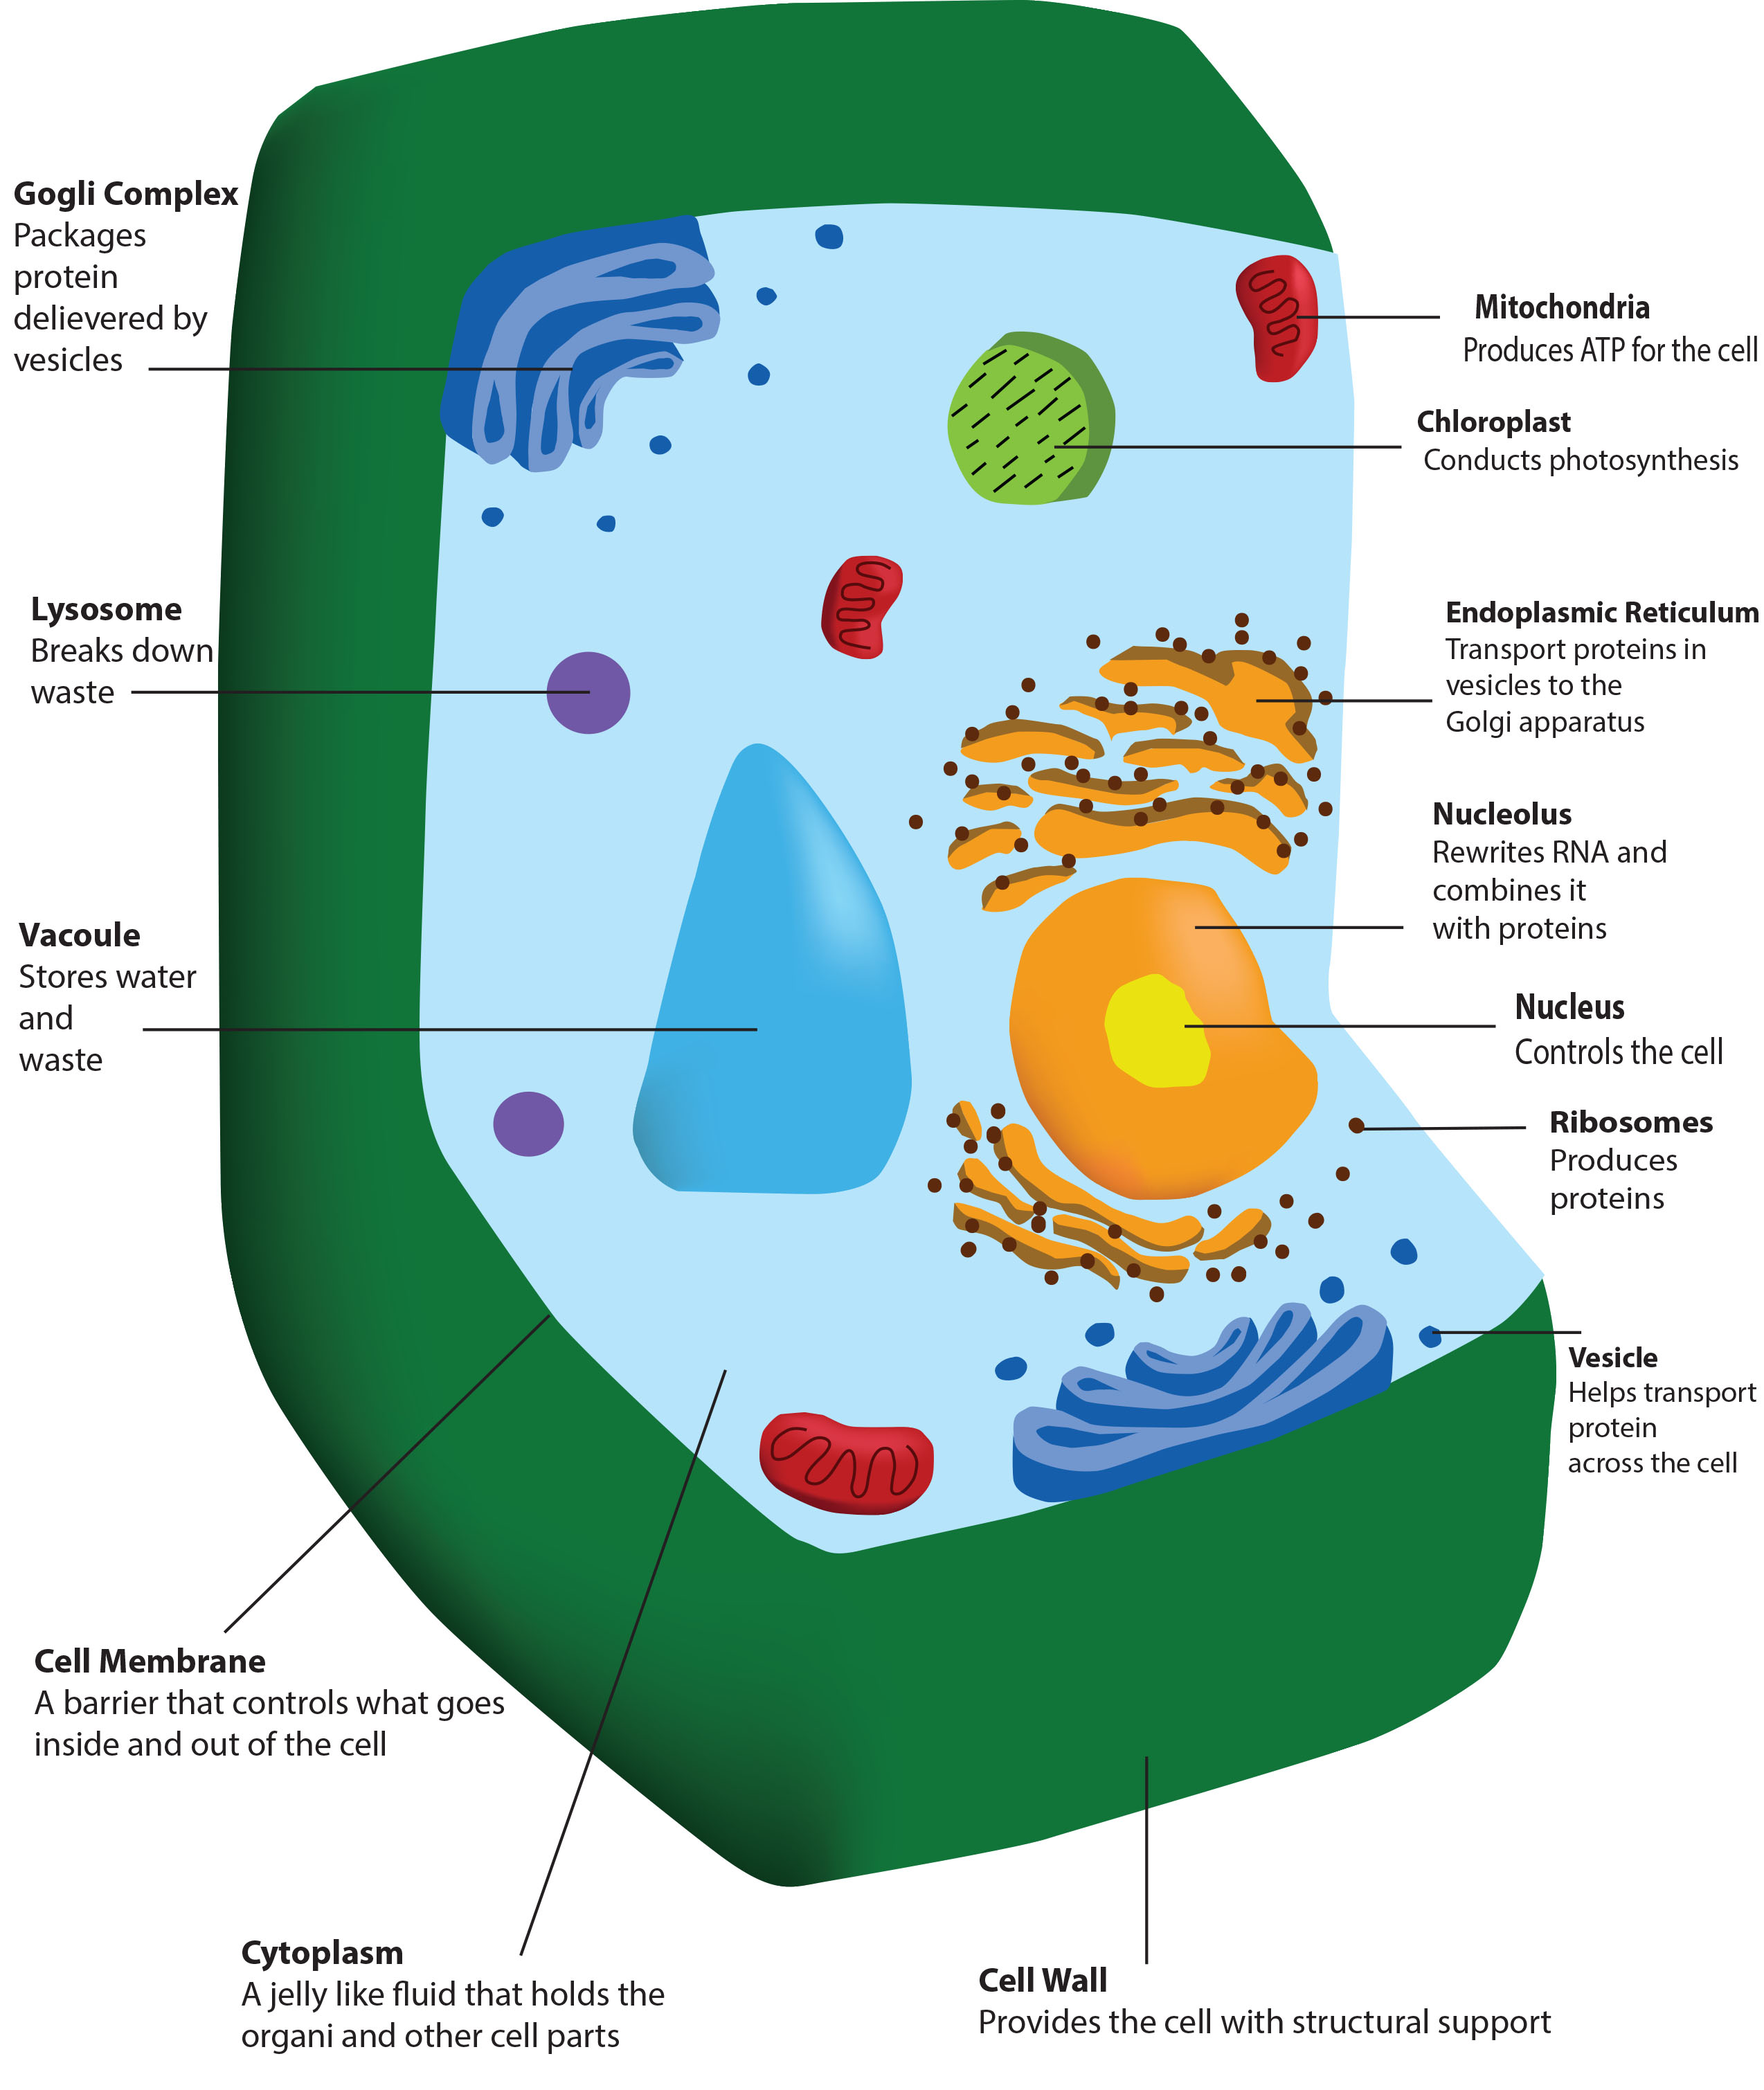 Gogli Complex
Packages
protein
delievered by
vesicles
Lysosome
Breaks down
waste
Vacoule
Stores water
and
waste
Mitochondria
Produces ATP for the cell
Chloroplast
Conducts photosynthesis
Endoplasmic Reticulum
Transport proteins in
vesicles to the
Golgi apparatus
Nucleolus
Rewrites RNA and
combines it
with proteins
Nucleus
Controls the cell
Ribosomes
Produces
proteins
Vesicle
Helps transport
protein
across the cell
Cell Membrane
A barrier that controls what goes
inside and out of the cell
Cytoplasm
A jelly like fluid that holds the
organi and other cell parts
Cell Wall
Provides the cell with structural support